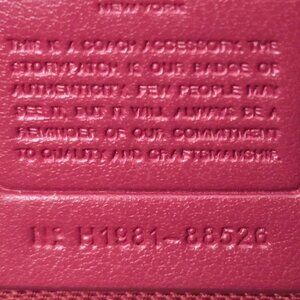 NEW YORK
THIS IS A COACH ACCESSORY. THE
STORYPATCH IS OUR BADGE OF
AUTHENTICITY. FEW PEOPLE MAY
SEE IT, BUT IT WILL ALWAYS BE A
REMINDER OF OUR COMMITMENT
TO QUALITY AND CRAFTSMANSHIP.
Nº H1981-88526